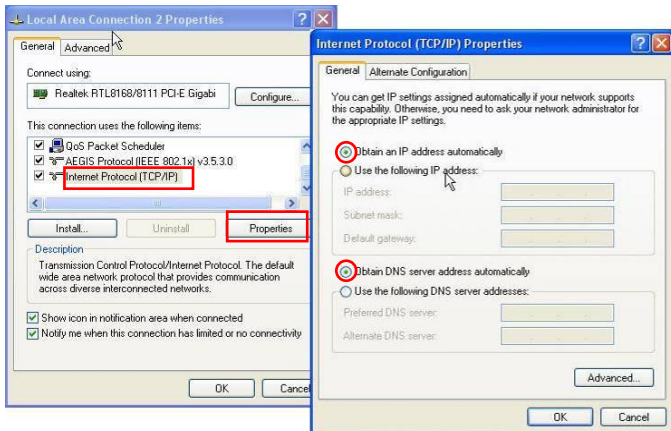 Local Area Connection 2 Properties
General
Advanced
Connect using:
Realtek RTL8168/8111 PCI-E Gigabi
Configure...
This connection uses the following items:
QoS Packet Scheduler
AEGIS Protocol (IEEE 802.1x) v3.5.3.0
Internet Protocol (TCP/IP)
Install...
Uninstall
Properties
Description
Transmission Control Protocol/Internet Protocol. The default
wide area network protocol that provides communication
across diverse interconnected networks.
Show icon in notification area when connected
Notify me when this connection has limited or no connectivity
OK
Cancel
Internet Protocol (TCP/IP) Properties
General
Alternate Configuration
You can get IP settings assigned automatically if your network supports
this capability. Otherwise, you need to ask your network administrator for
the appropriate IP settings.
Obtain an IP address automatically
Use the following IP address:
IP address:
Subnet mask:
Default gateway:
Obtain DNS server address automatically
Use the following DNS server addresses:
Preferred DNS server:
Alternate DNS server:
Advanced...
OK
Cancel